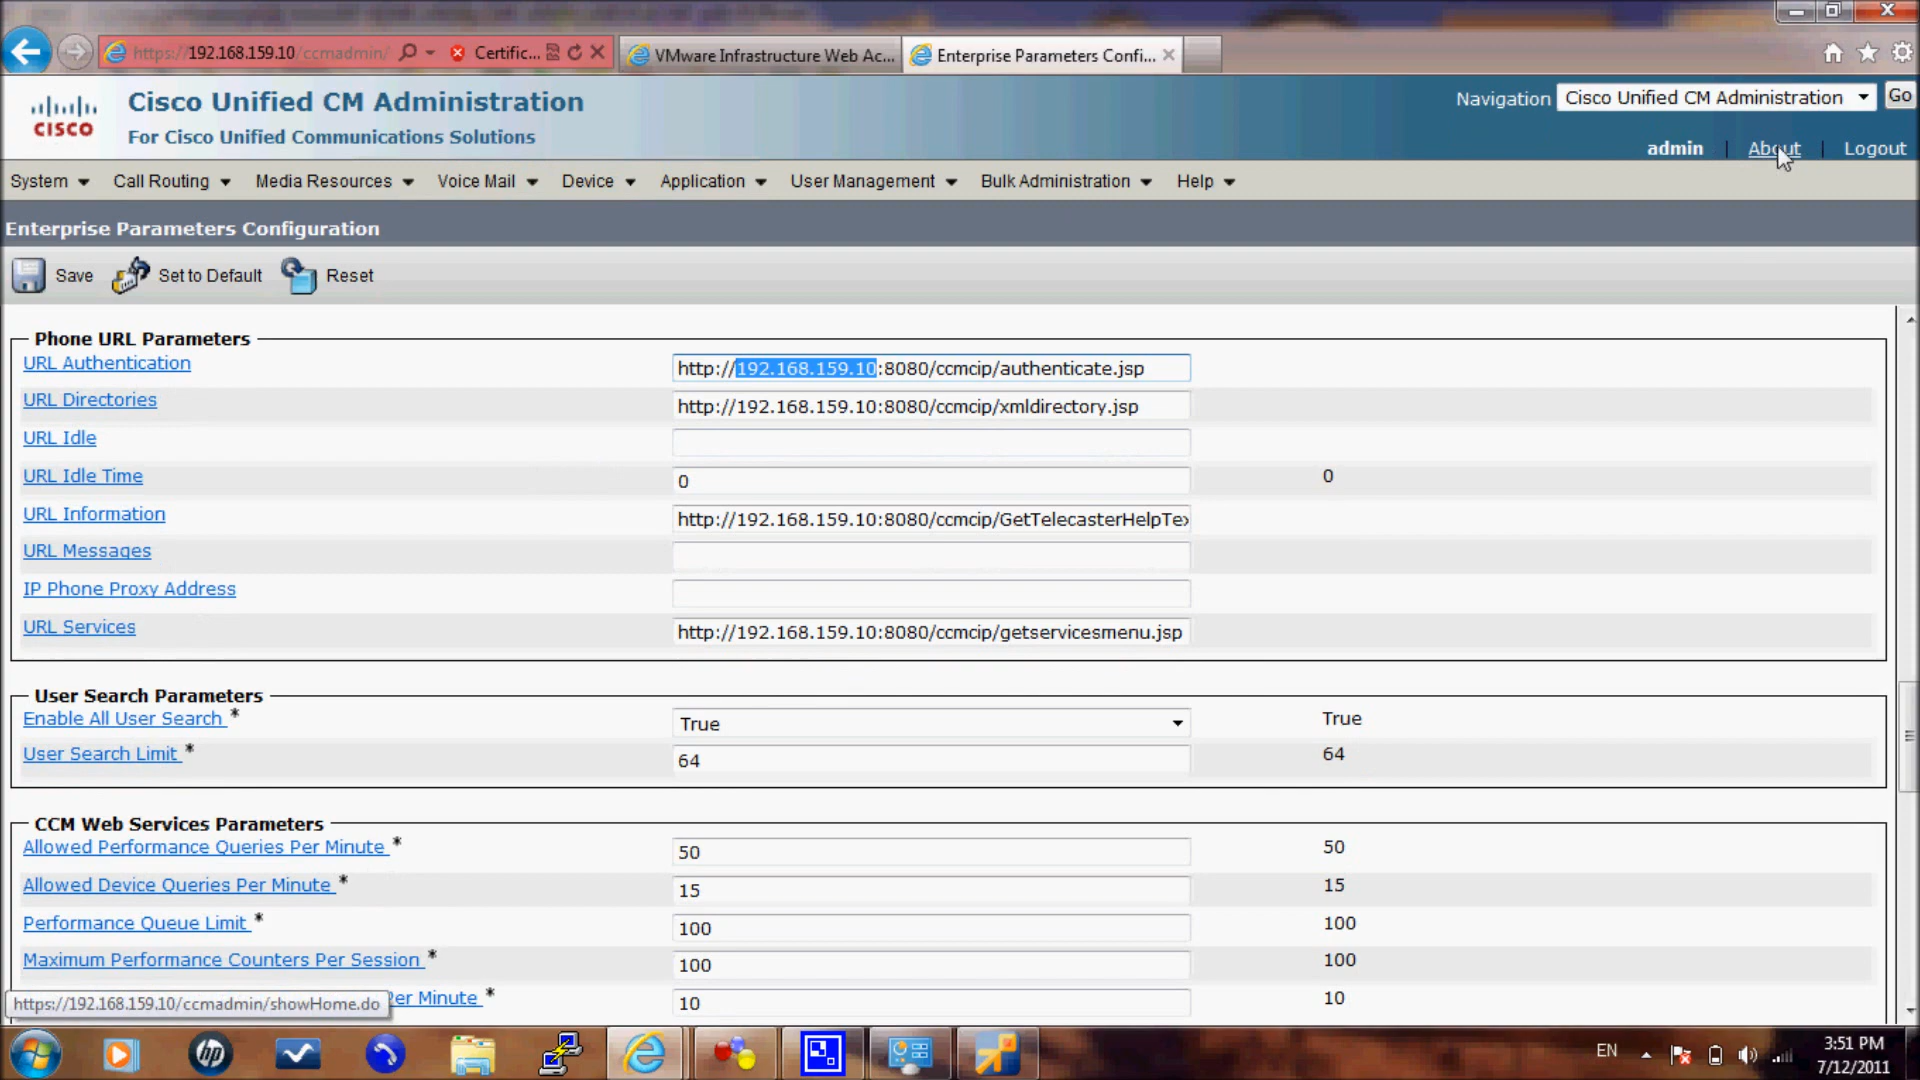 https://192.168.159.10/ccmadmin/
Certific...
VMware Infrastructure Web Ac...
Enterprise Parameters Confi...
CISCO
Cisco Unified CM Administration
For Cisco Unified Communications Solutions
Navigation Cisco Unified CM Administration Go
admin | About | Logout
System Call Routing Media Resources Voice Mail Device Application User Management Bulk Administration Help
Enterprise Parameters Configuration
Save Set to Default Reset
Phone URL Parameters
URL Authentication http://192.168.159.10:8080/ccmcip/authenticate.jsp
URL Directories http://192.168.159.10:8080/ccmcip/xmldirectory.jsp
URL Idle
URL Idle Time 0 0
URL Information http://192.168.159.10:8080/ccmcip/GetTelecasterHelpTex
URL Messages
IP Phone Proxy Address
URL Services http://192.168.159.10:8080/ccmcip/getservicesmenu.jsp
User Search Parameters
Enable All User Search * True True
User Search Limit * 64 64
CCM Web Services Parameters
Allowed Performance Queries Per Minute * 50 50
Allowed Device Queries Per Minute * 15 15
Performance Queue Limit * 100 100
Maximum Performance Counters Per Session * 100 100
Per Minute * 10 10
https://192.168.159.10/ccmadmin/showHome.do
hp
EN
3:51 PM
7/12/2011